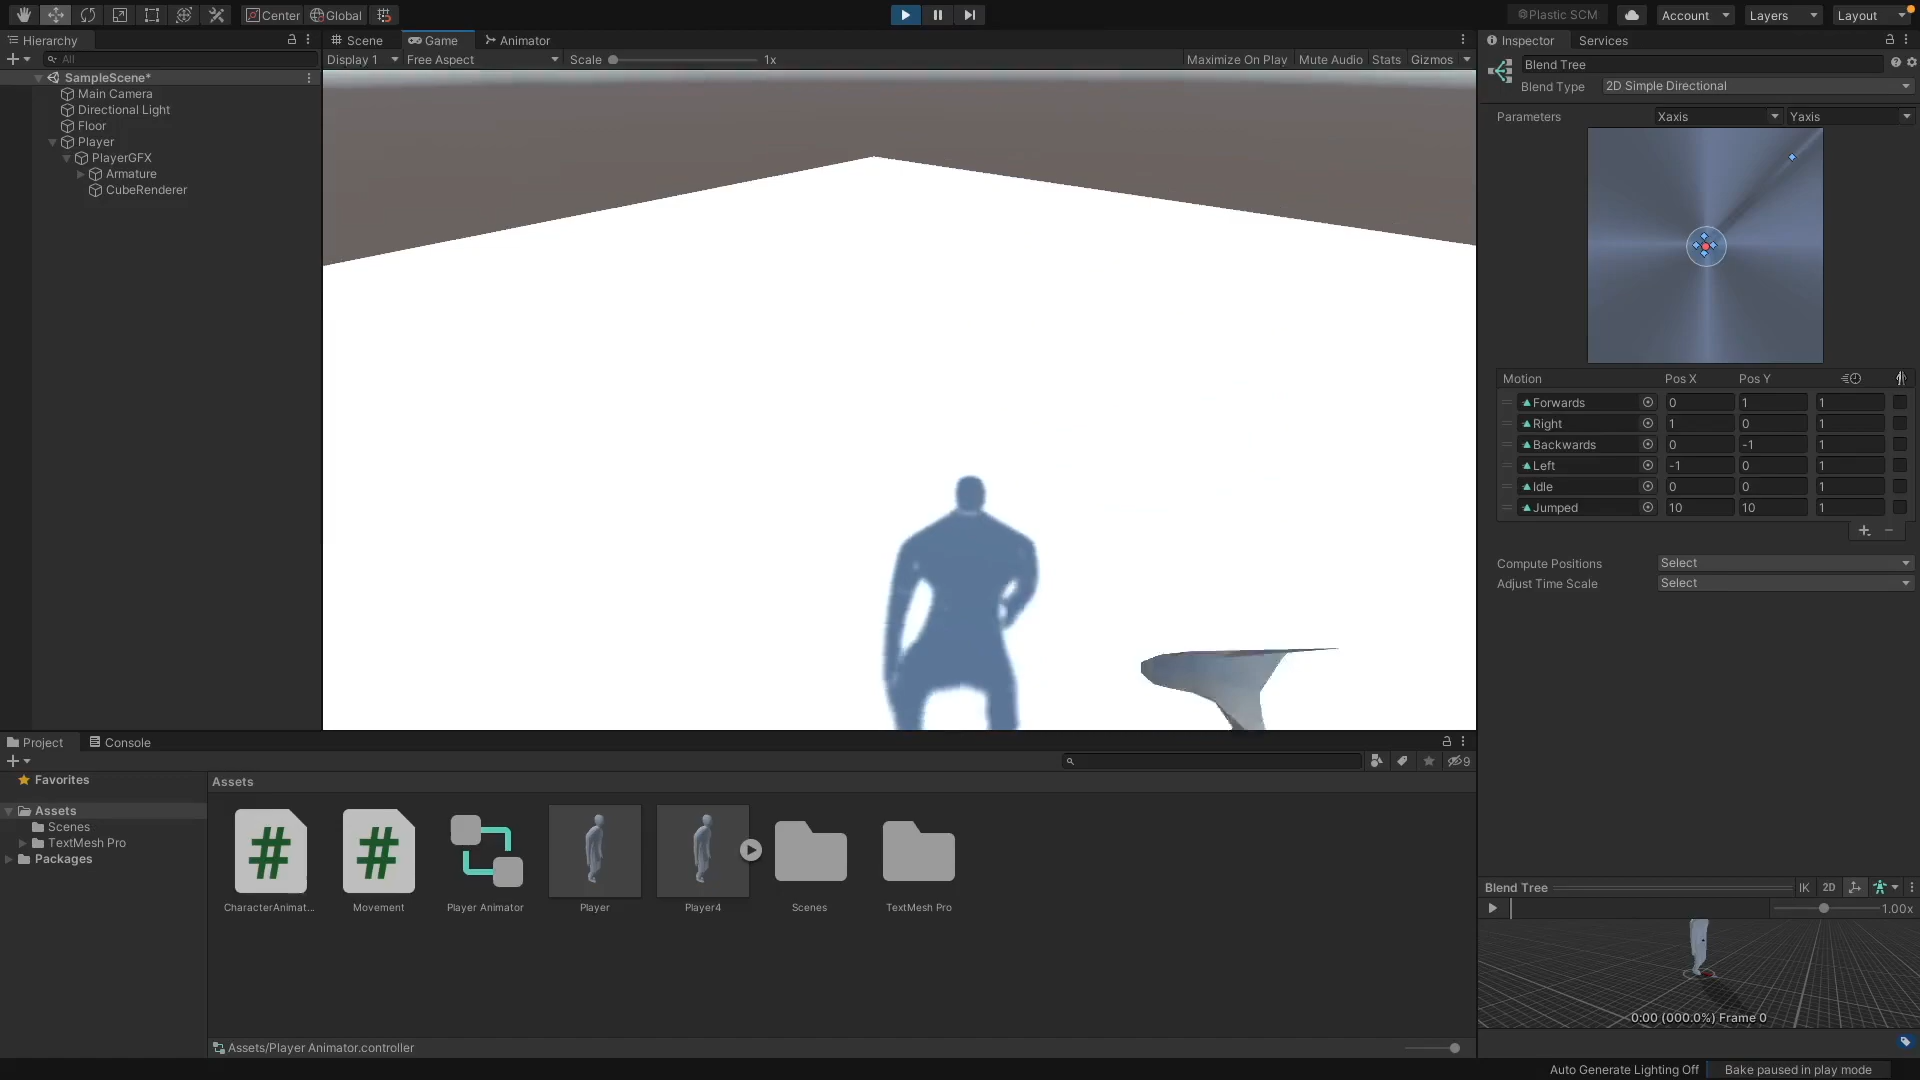 Center Global Plastic SCM Account Layers Layout
Hierarchy Scene Game Animator Inspector Services
All Display 1 Free Aspect Scale 1x Maximize On Play Mute Audio Stats Gizmos Blend Tree
SampleScene*
Blend Type 2D Simple Directional
Main Camera
Directional Light
Parameters Xaxis Yaxis
Floor
Player
PlayerGFX
Armature
CubeRenderer
Motion Pos X Pos Y
Forwards 0 1 1
Right 1 0 1
Backwards 0 -1 1
Left -1 0 1
Idle 0 0 1
Jumped 10 10 1
Compute Positions Select
Adjust Time Scale Select
Project Console
9
Favorites Assets
Assets
Scenes
TextMesh Pro
Packages
CharacterAnimat... Movement Player Animator Player Player4 Scenes TextMesh Pro
Blend Tree IK 2D
1.00x
0:00 (000.0%) Frame 0
Assets/Player Animator.controller
Auto Generate Lighting Off Bake paused in play mode